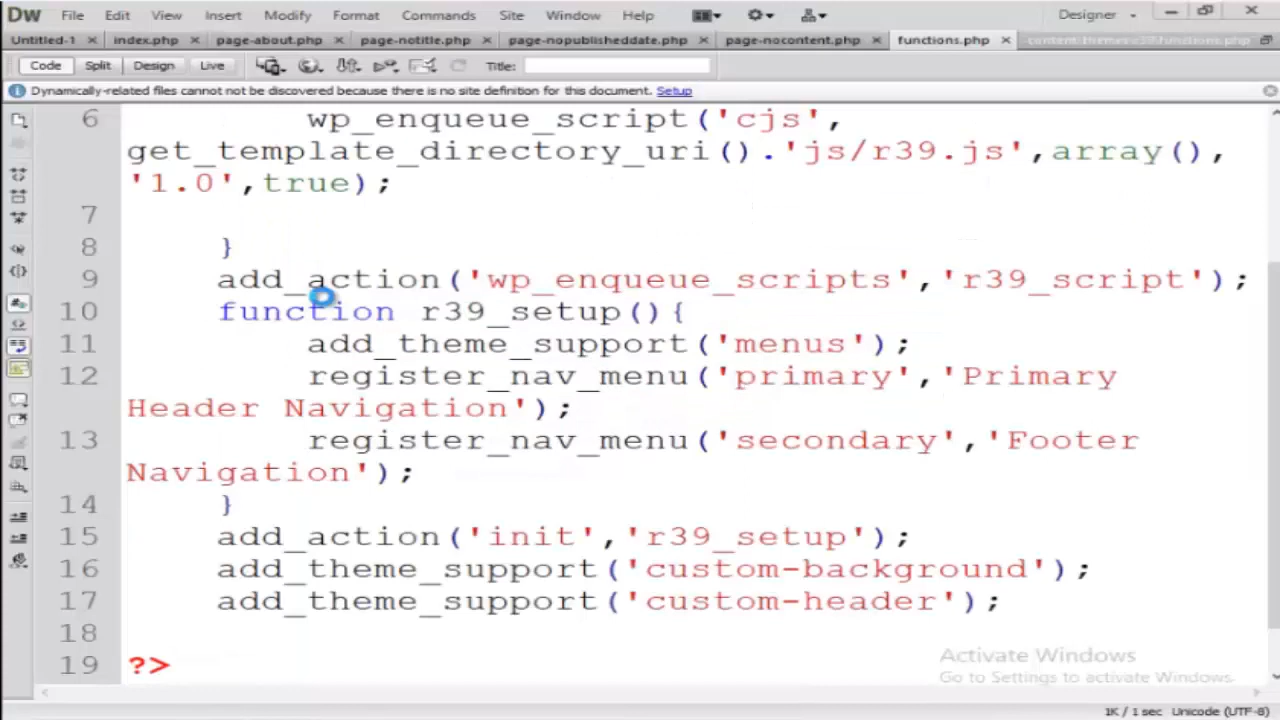 DW File Edit View Insert Modify Format Commands Site Window Help Designer
Untitled-1 index.php page-about.php page-notitle.php page-nopublisheddate.php page-nocontent.php functions.php
Code Split Design Live Title:
Dynamically-related files cannot not be discovered because there is no site definition for this document. Setup
6 wp_enqueue_script('cjs',
get_template_directory_uri().'js/r39.js',array(),
'1.0',true);
7
8 }
9 add_action('wp_enqueue_scripts','r39_script');
10 function r39_setup(){
11 add_theme_support('menus');
12 register_nav_menu('primary','Primary
Header Navigation');
13 register_nav_menu('secondary','Footer
Navigation');
14 }
15 add_action('init','r39_setup');
16 add_theme_support('custom-background');
17 add_theme_support('custom-header');
18
19 ?>
Activate Windows
Go to Settings to activate Windows.
1K / 1 sec Unicode (UTF-8)